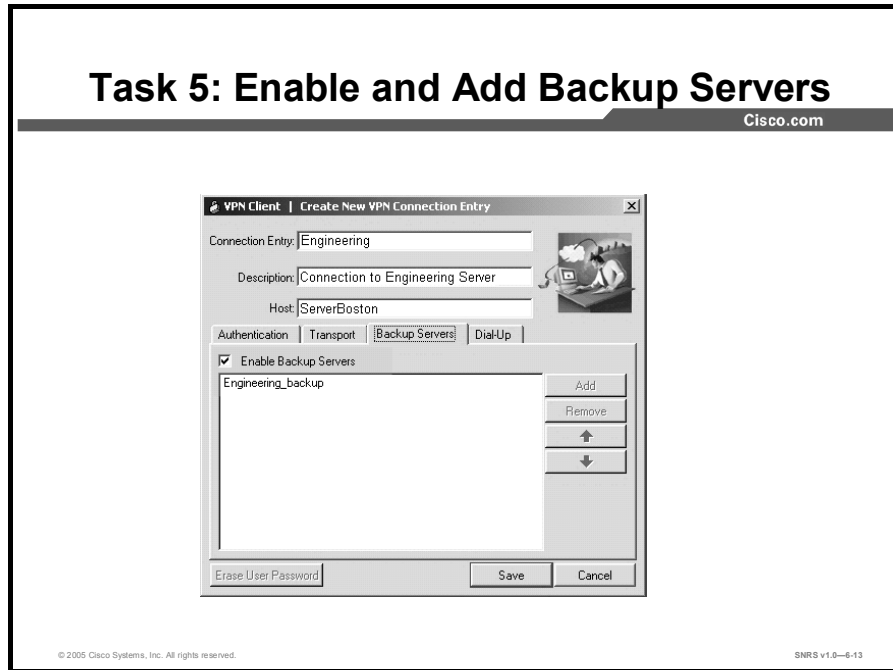 Task 5: Enable and Add Backup Servers
Cisco.com
VPN Client | Create New VPN Connection Entry
Connection Entry: Engineering
Description: Connection to Engineering Server
Host: ServerBoston
Authentication Transport Backup Servers Dial-Up
Enable Backup Servers
Engineering_backup
Add
Remove
Erase User Password Save Cancel
© 2005 Cisco Systems, Inc. All rights reserved. SNRS v1.0—6-13